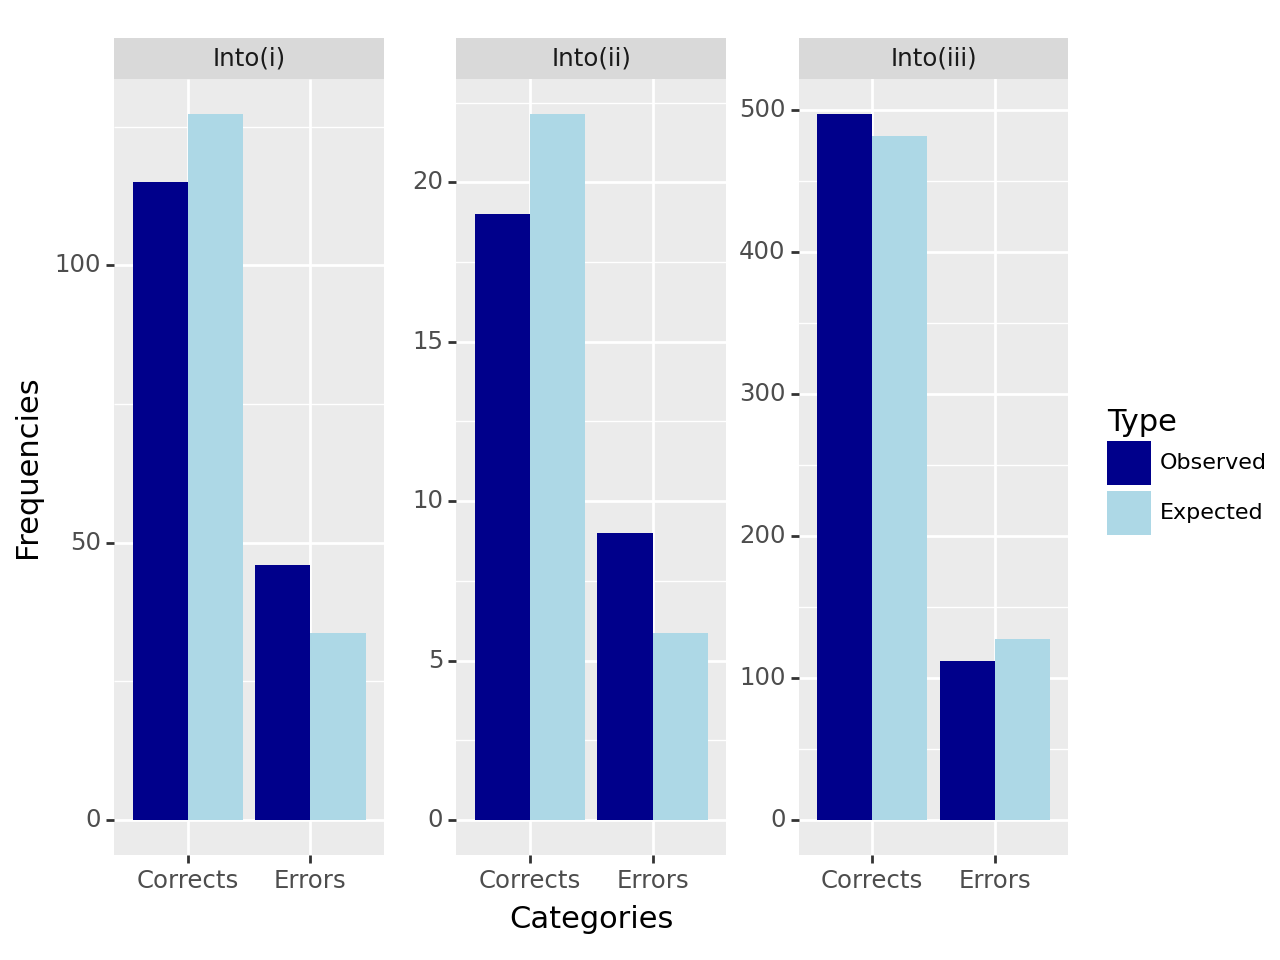 Into(i)
Into(ii)
Into(iii)
Frequencies
100
50
0
20
15
10
5
0
500
400
300
200
100
0
Corrects
Errors
Corrects
Errors
Corrects
Errors
Categories
Type
Observed
Expected